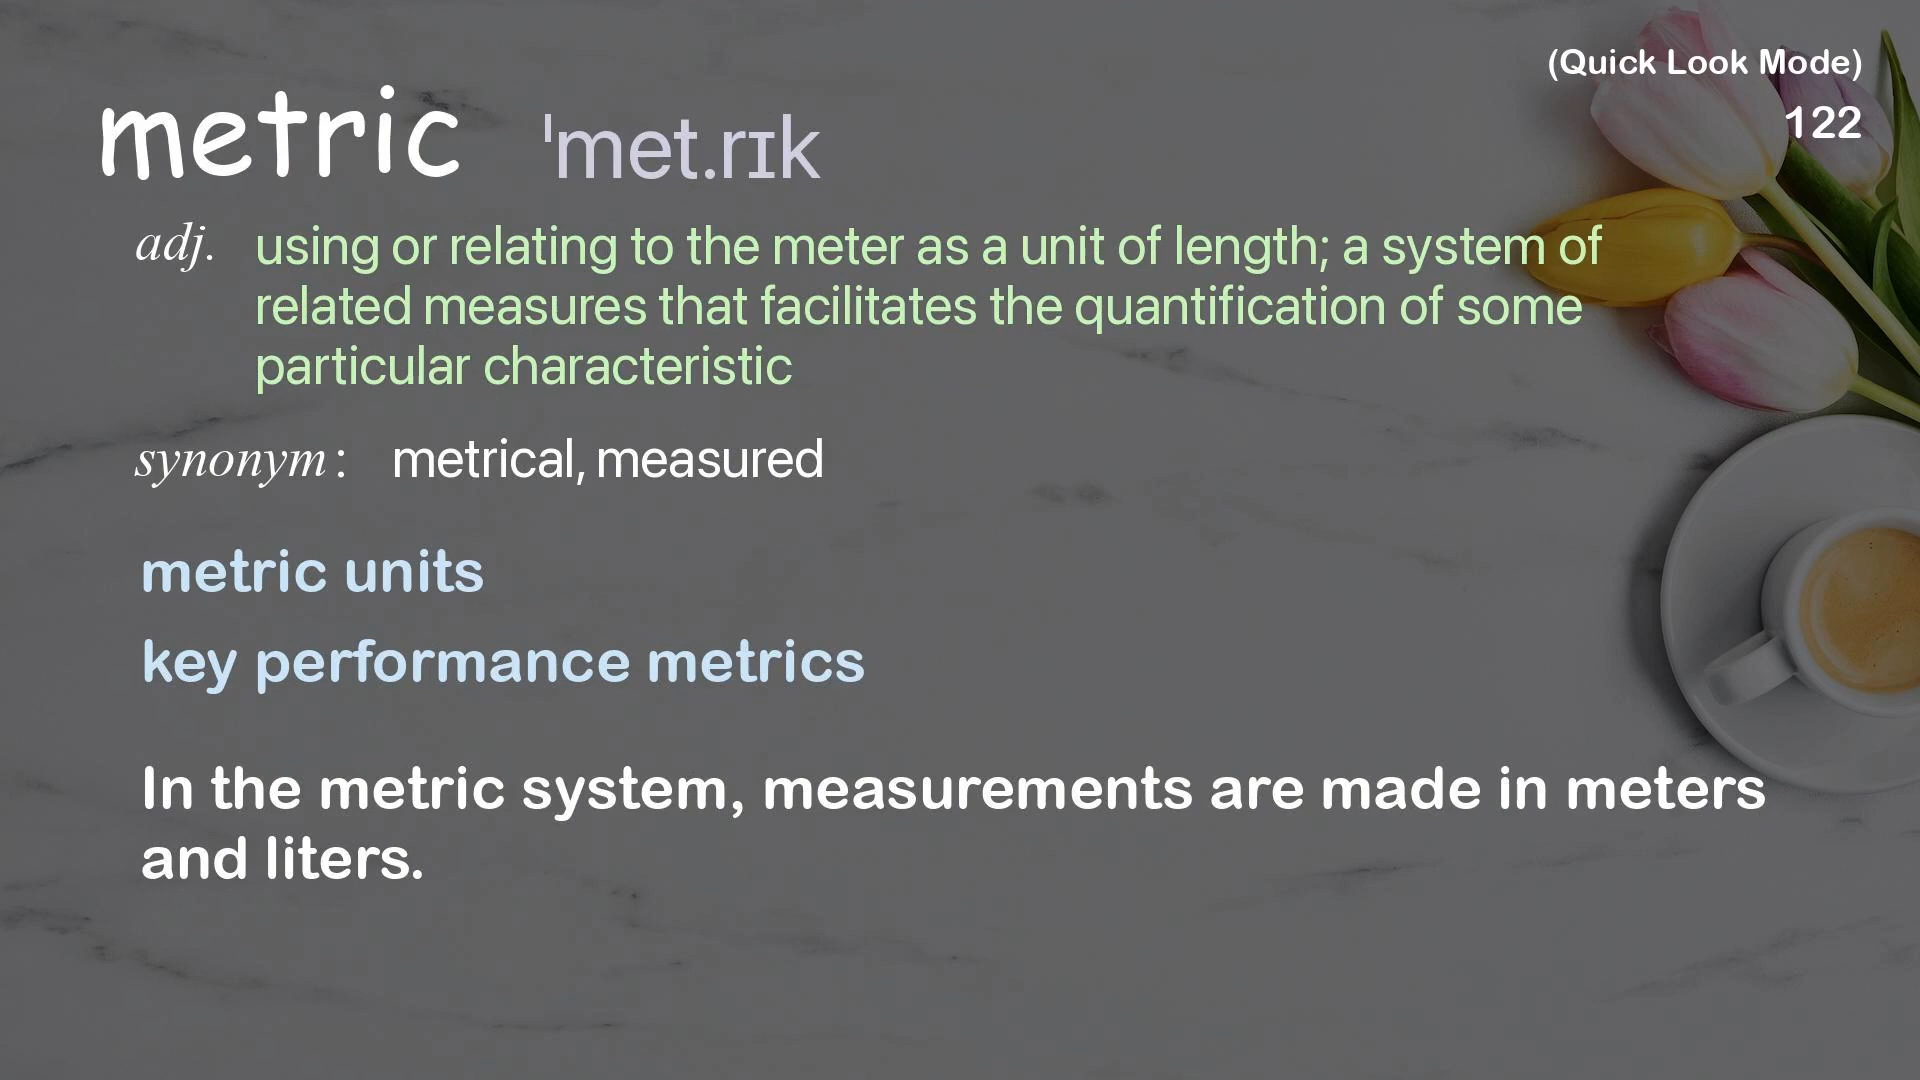 (Quick Look Mode)
122
metric ˈmet.rɪk
adj. using or relating to the meter as a unit of length; a system of
related measures that facilitates the quantification of some
particular characteristic
synonym : metrical, measured
metric units
key performance metrics
In the metric system, measurements are made in meters
and liters.